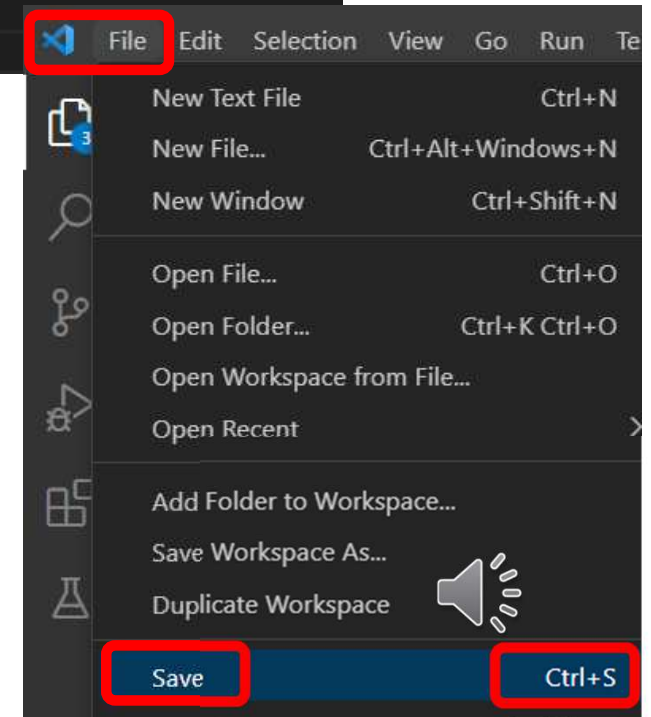 File Edit Selection View Go Run Te
3
New Text File Ctrl+N
New File... Ctrl+Alt+Windows+N
New Window Ctrl+Shift+N
Open File... Ctrl+O
Open Folder... Ctrl+K Ctrl+O
Open Workspace from File...
Open Recent
Add Folder to Workspace...
Save Workspace As...
Duplicate Workspace
Save Ctrl+S